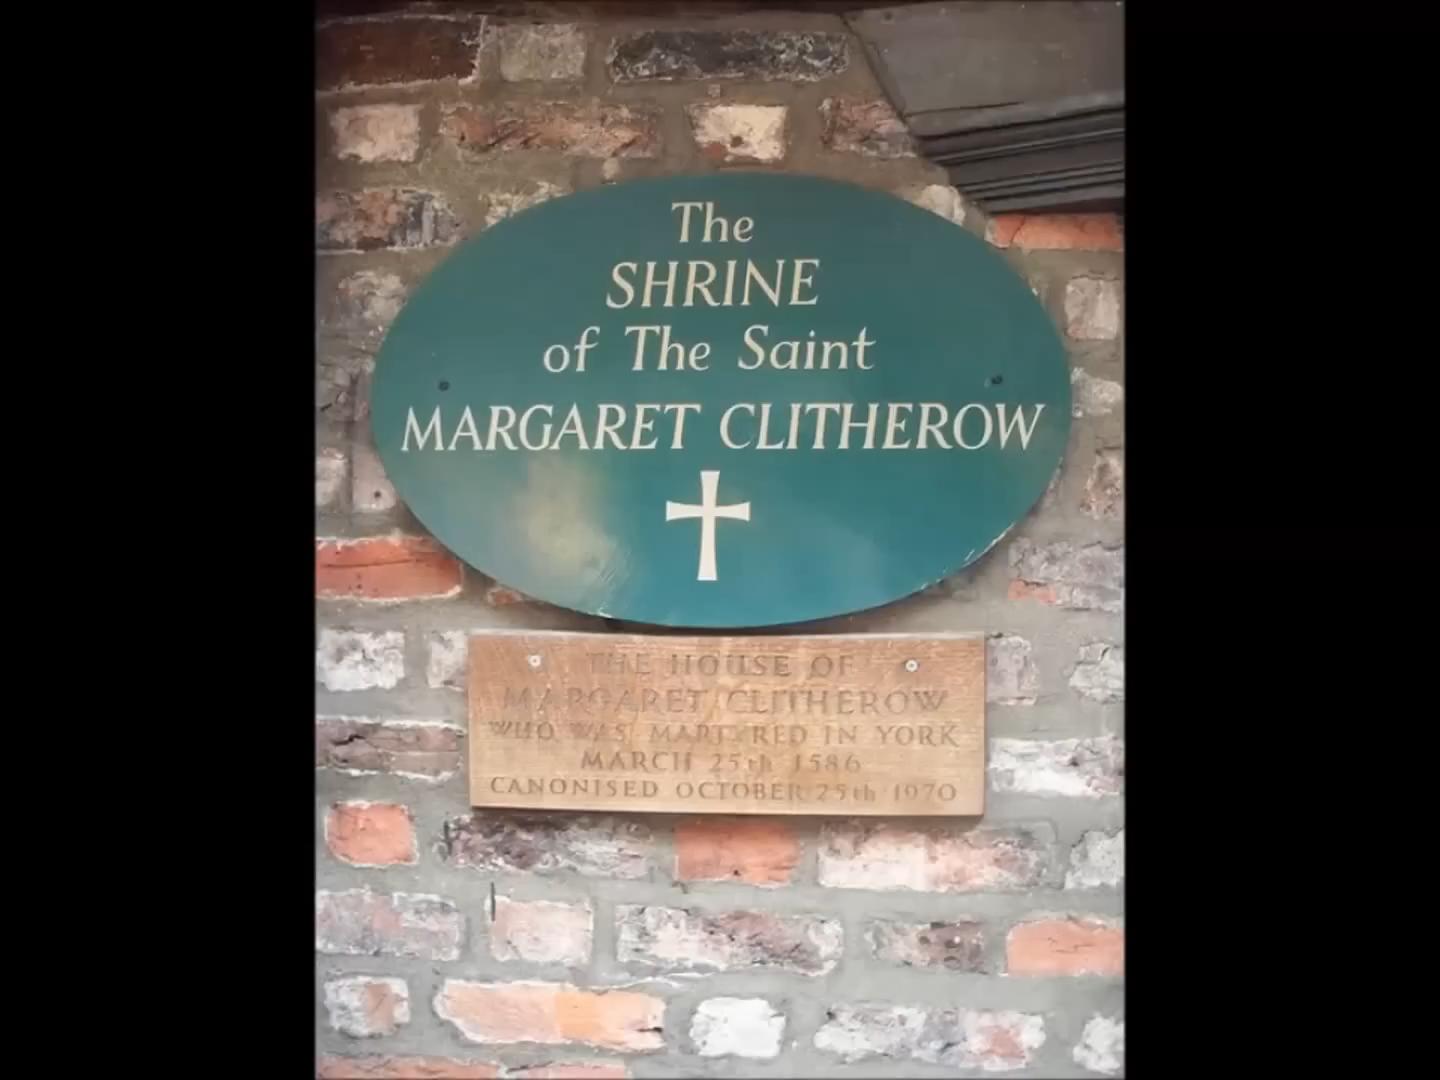 The
SHRINE
of The Saint
MARGARET CLITHEROW
THE HOUSE OF
MARGARET CLITHEROW
WHO WAS MARTYRED IN YORK
MARCH 25th 1586
CANONISED OCTOBER 25th 1970